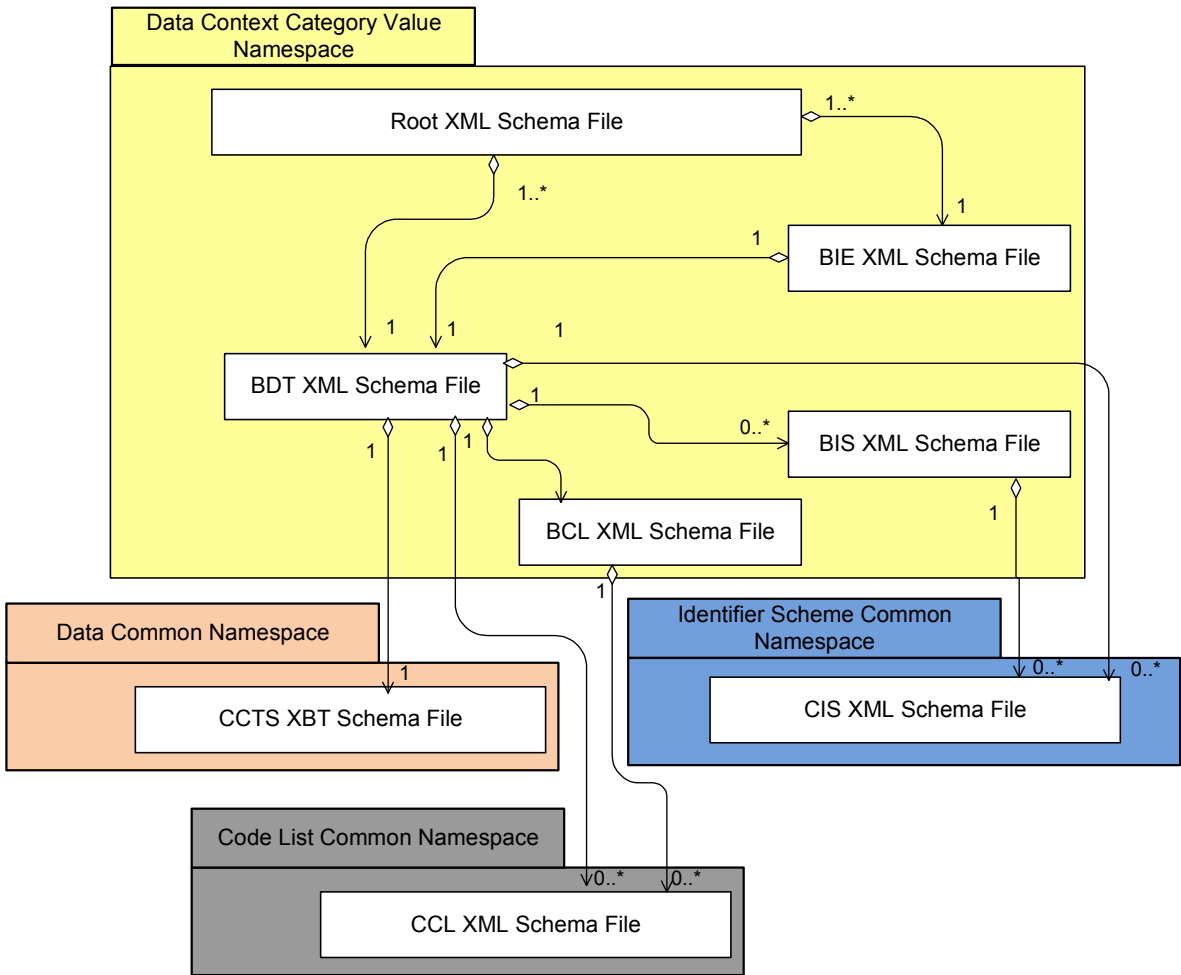 Data Context Category Value
Namespace
Root XML Schema File
1..*
1..*
1
1
BIE XML Schema File
1
1
1
BDT XML Schema File
1
0..*
BIS XML Schema File
1
1
1
1
BCL XML Schema File
1
Data Common Namespace
Identifier Scheme Common
Namespace
1
0..*
0..*
CCTS XBT Schema File
CIS XML Schema File
Code List Common Namespace
0..*
0..*
CCL XML Schema File